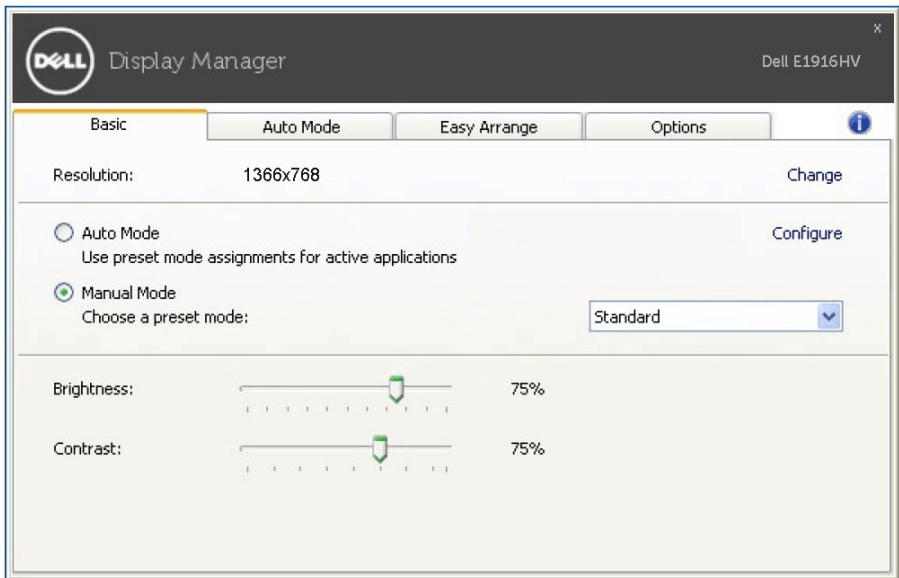 DELL Display Manager
x
Dell E1916HV
Basic Auto Mode Easy Arrange Options
i
Resolution: 1366x768 Change
Auto Mode Configure
Use preset mode assignments for active applications
Manual Mode
Choose a preset mode: Standard
Brightness: 75%
Contrast: 75%